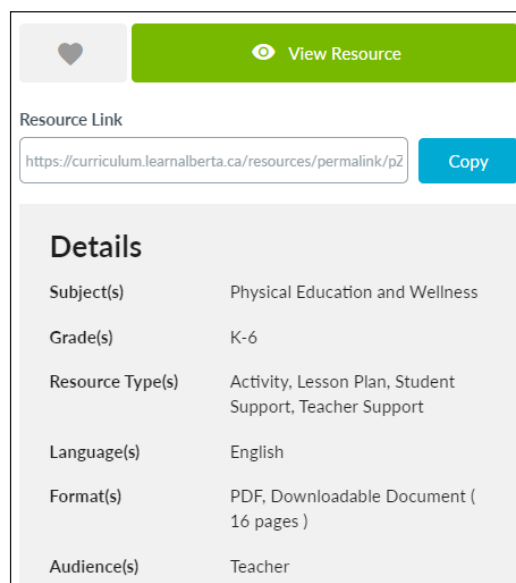 View Resource
Resource Link
https://curriculum.learnalberta.ca/resources/permalink/pZ
Copy
Details
Subject(s) Physical Education and Wellness
Grade(s) K-6
Resource Type(s) Activity, Lesson Plan, Student
Support, Teacher Support
Language(s) English
Format(s) PDF, Downloadable Document (
16 pages )
Audience(s) Teacher